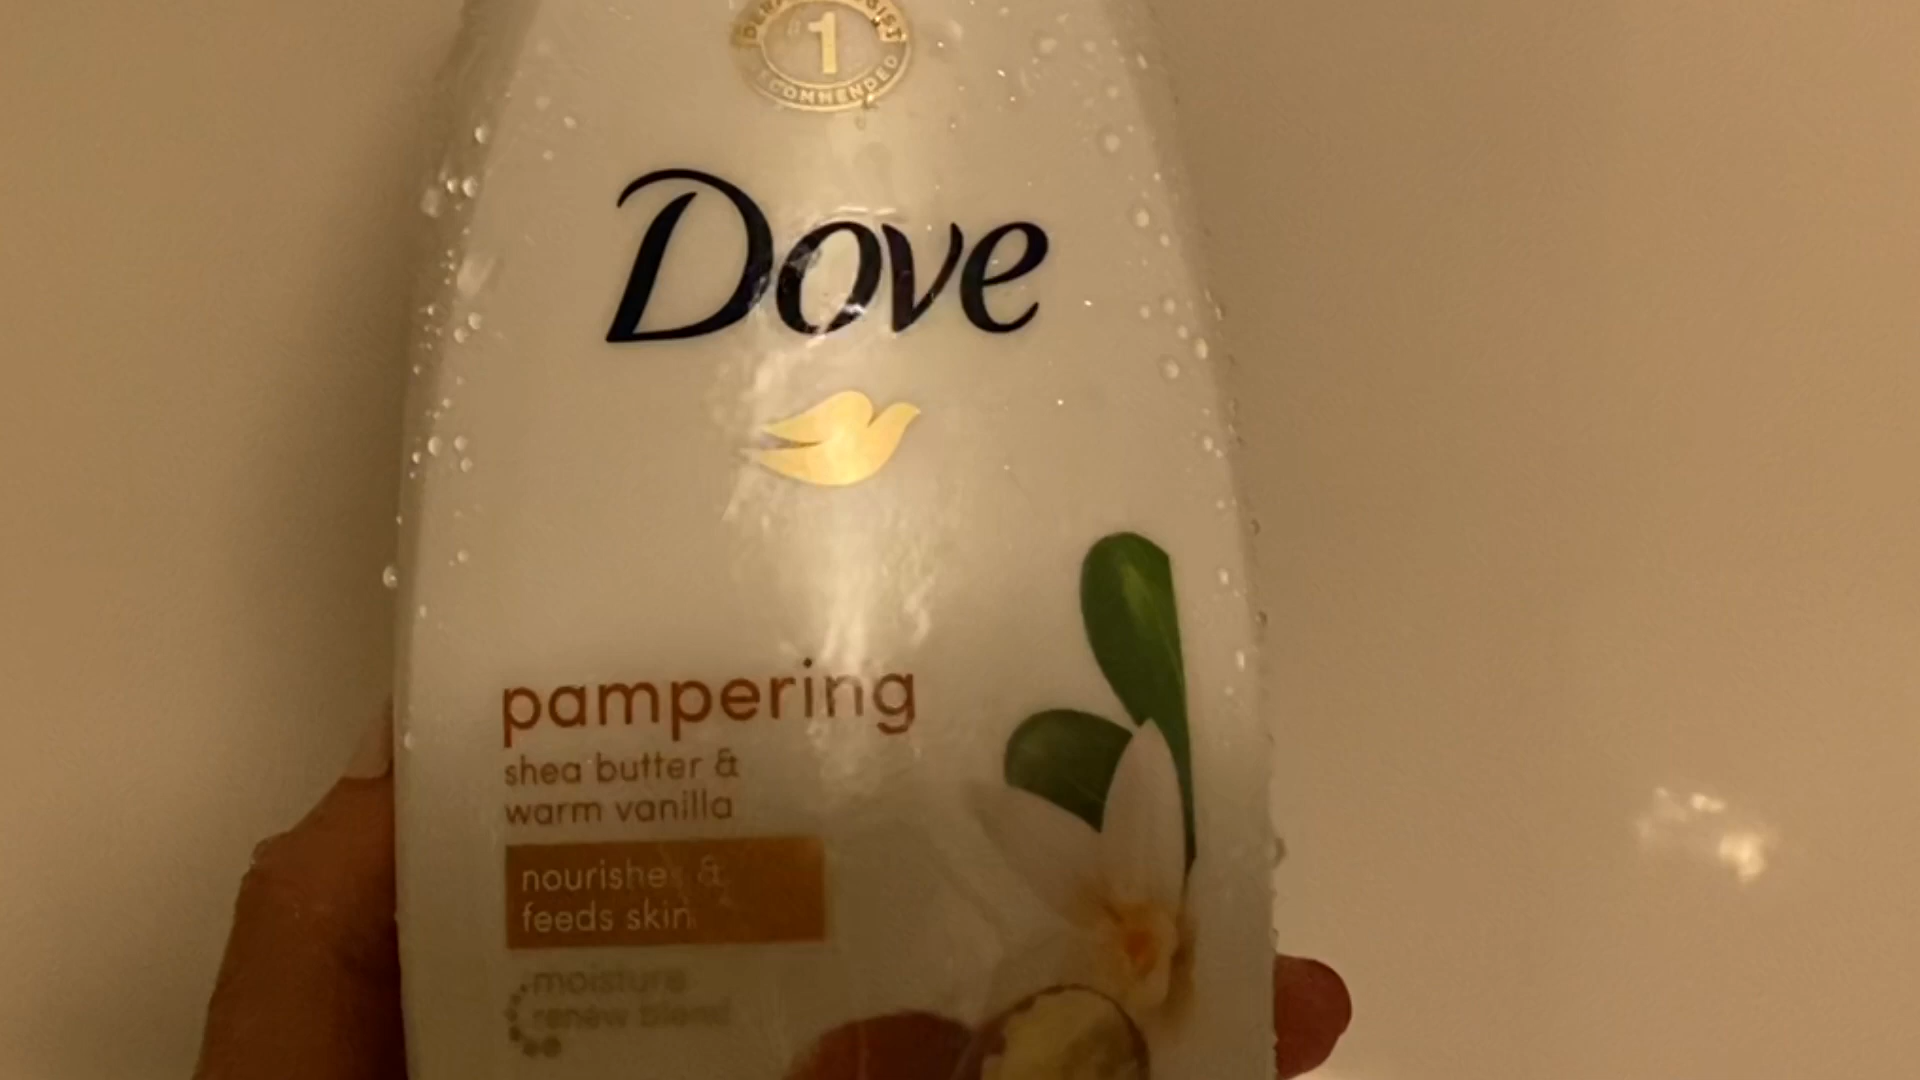 #1
RECOMMENDED
Dove
pampering
shea butter &
warm vanilla
nourishes &
feeds skin
moisture
renew blend